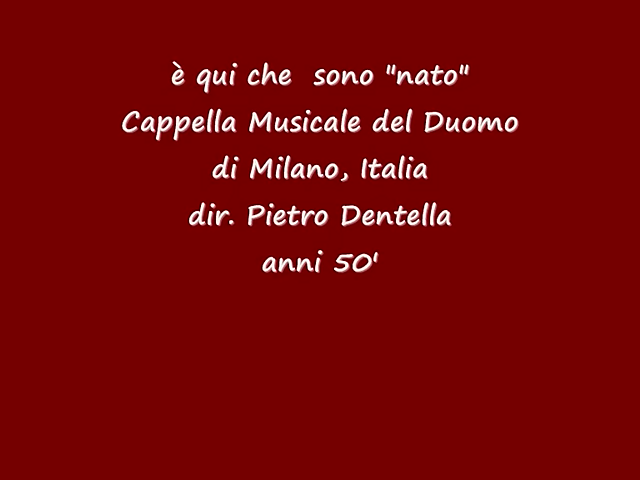 è qui che  sono "nato"
Cappella Musicale del Duomo
di Milano, Italia
dir. Pietro Dentella
anni 50'